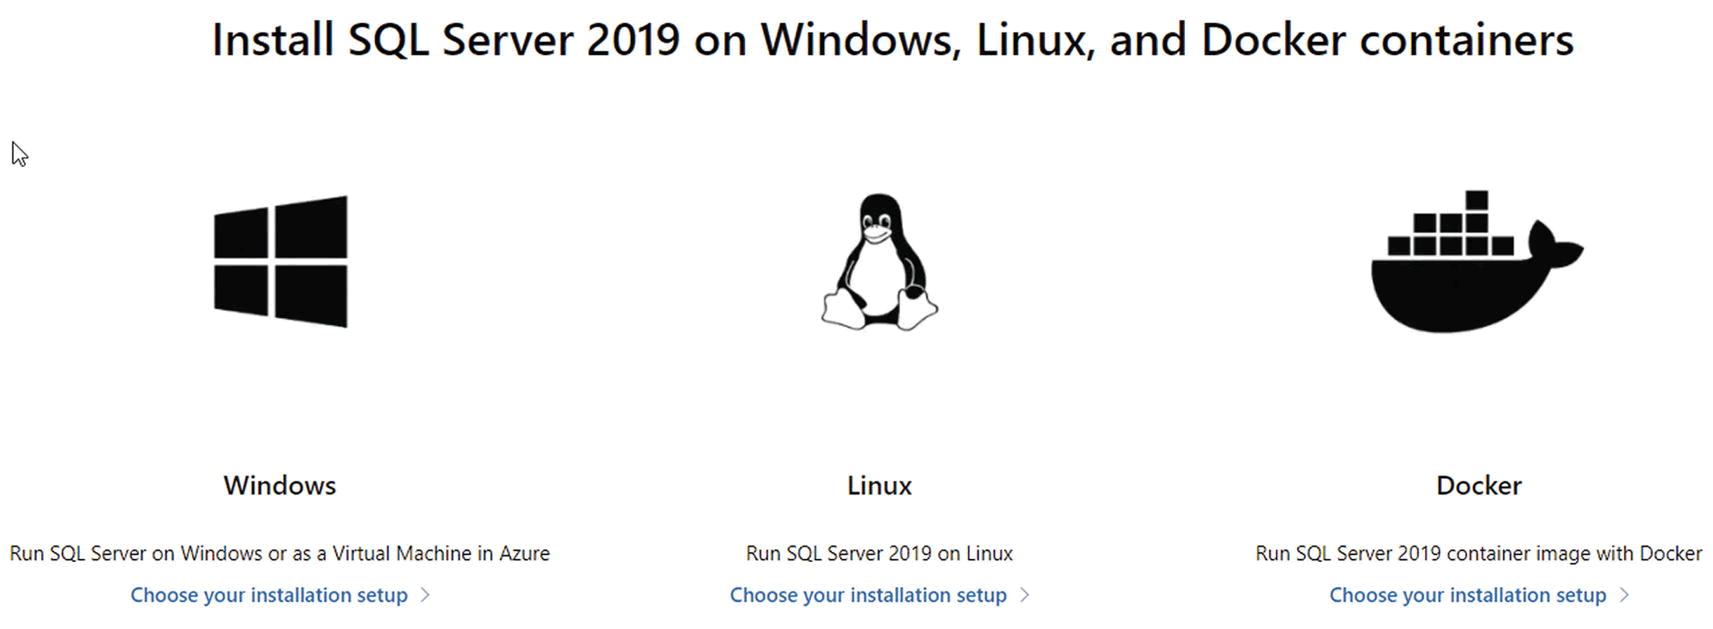 Install SQL Server 2019 on Windows, Linux, and Docker containers
Windows
Run SQL Server on Windows or as a Virtual Machine in Azure
Choose your installation setup
Linux
Run SQL Server 2019 on Linux
Choose your installation setup
Docker
Run SQL Server 2019 container image with Docker
Choose your installation setup